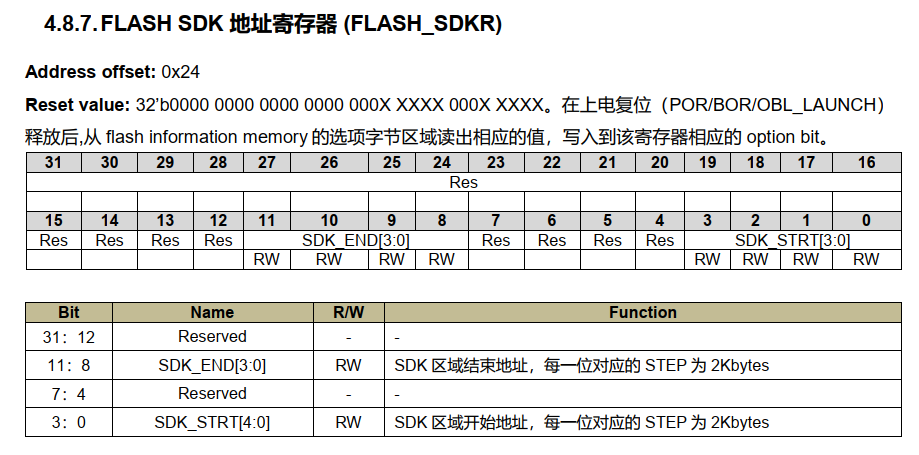 4.8.7. FLASH SDK 地址寄存器 (FLASH_SDKR)
Address offset: 0x24
Reset value: 32'b0000 0000 0000 0000 000X XXXX 000X XXXX。在上电复位（POR/BOR/OBL_LAUNCH）
释放后,从 flash information memory 的选项字节区域读出相应的值，写入到该寄存器相应的 option bit。
31 30 29 28 27 26 25 24 23 22 21 20 19 18 17 16
Res
15 14 13 12 11 10 9 8 7 6 5 4 3 2 1 0
Res Res Res Res SDK_END[3:0] Res Res Res Res SDK_STRT[3:0]
RW RW RW RW RW RW RW RW
Bit Name R/W Function
31：12 Reserved - -
11：8 SDK_END[3:0] RW SDK 区域结束地址，每一位对应的 STEP 为 2Kbytes
7：4 Reserved - -
3：0 SDK_STRT[4:0] RW SDK 区域开始地址，每一位对应的 STEP 为 2Kbytes